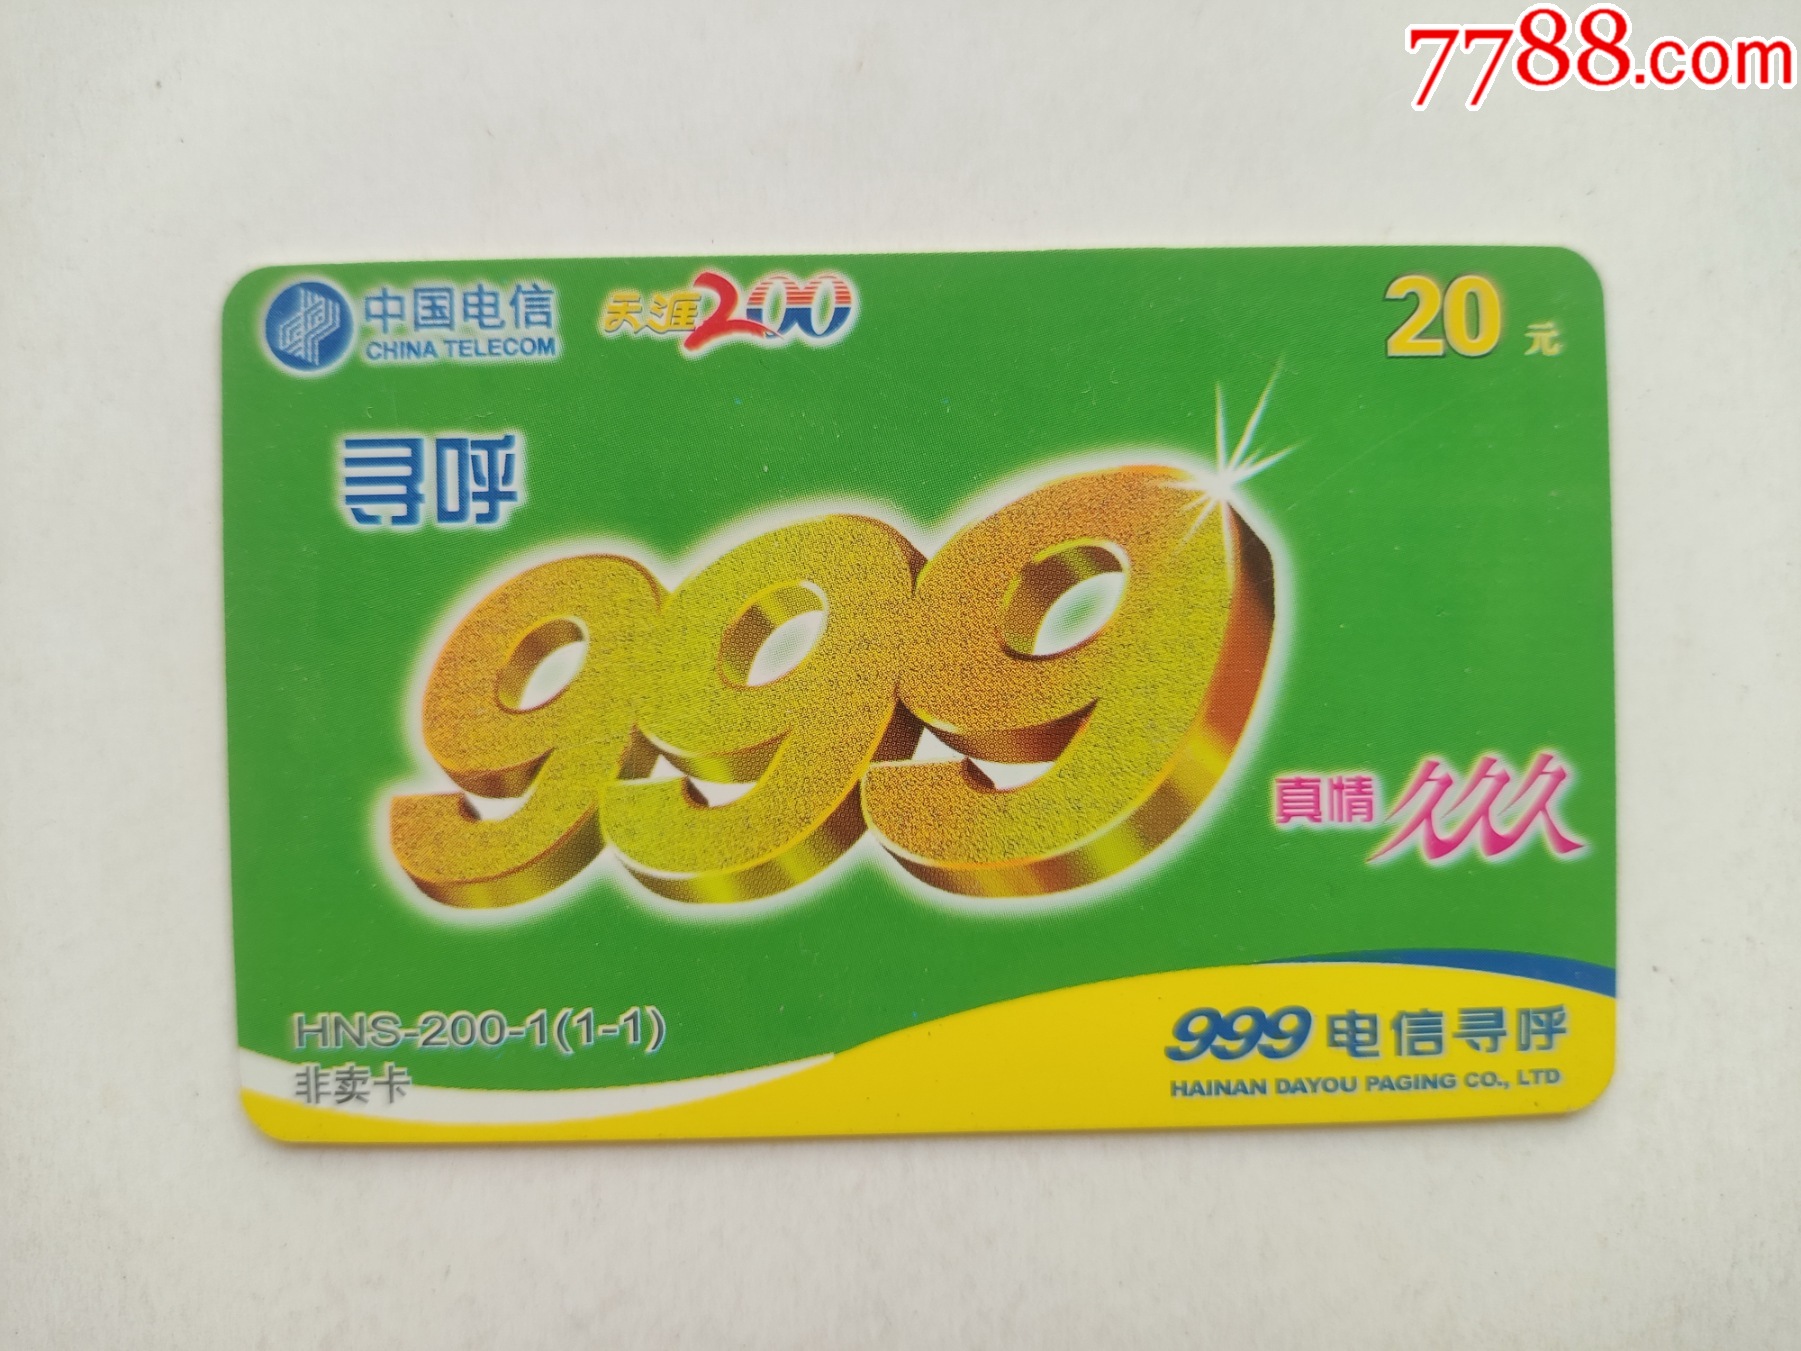 7788.com
中国电信
CHINA TELECOM
天涯200
20元
寻呼
999
真情久久久
HNS-200-1(1-1)
非卖卡
999电信寻呼
HAINAN DAYOU PAGING CO., LTD